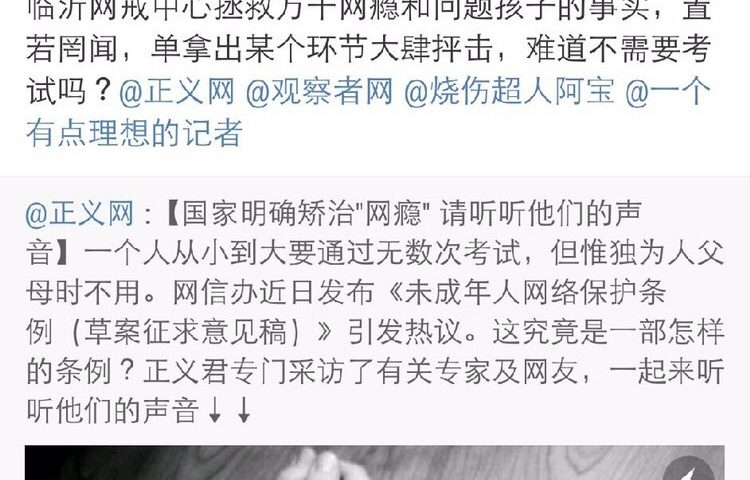 临沂网戒中心拯救万千网瘾和问题孩子的事实，置
若罔闻，单拿出某个环节大肆抨击，难道不需要考
试吗？@正义网 @观察者网 @烧伤超人阿宝 @一个
有点理想的记者
@正义网：【国家明确矫治"网瘾" 请听听他们的声
音】一个人从小到大要通过无数次考试，但惟独为人父
母时不用。网信办近日发布《未成年人网络保护条
例（草案征求意见稿）》引发热议。这究竟是一部怎样
的条例？正义君专门采访了有关专家及网友，一起来听
听他们的声音↓↓